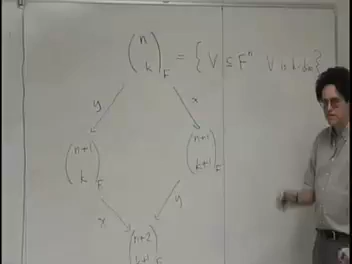 (n k)_F = { V ⊆ F^n V is k-dim }
y x
(n+1 k)_F (n+1 k+1)_F
x y
(n+2 k+1)_F